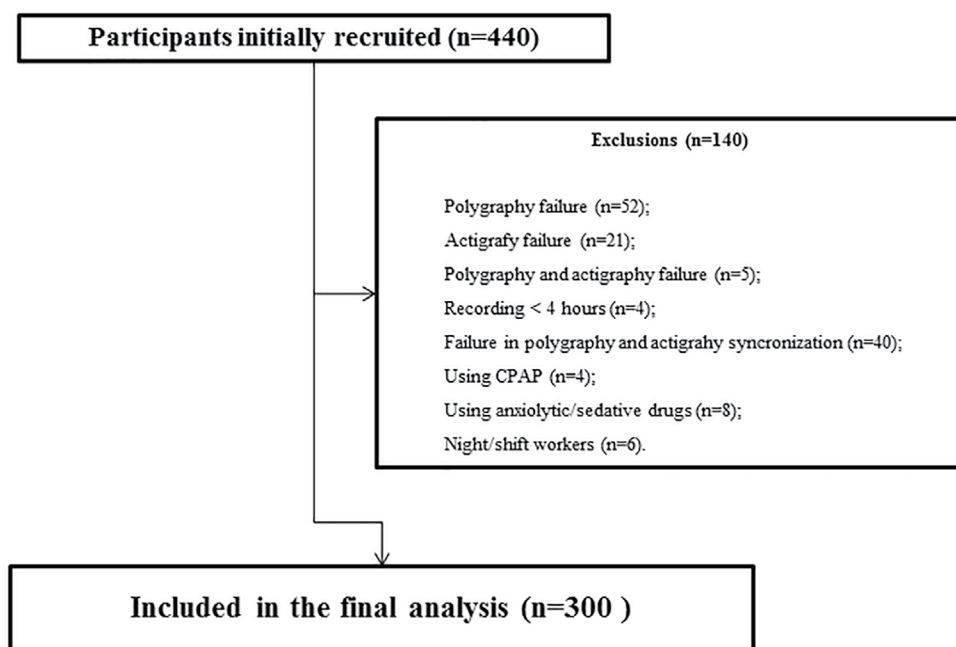 Participants initially recruited (n=440)
Exclusions (n=140)
Polygraphy failure (n=52);
Actigrafy failure (n=21);
Polygraphy and actigraphy failure (n=5);
Recording < 4 hours (n=4);
Failure in polygraphy and actigrahy syncronization (n=40);
Using CPAP (n=4);
Using anxiolytic/sedative drugs (n=8);
Night/shift workers (n=6).
Included in the final analysis (n=300 )